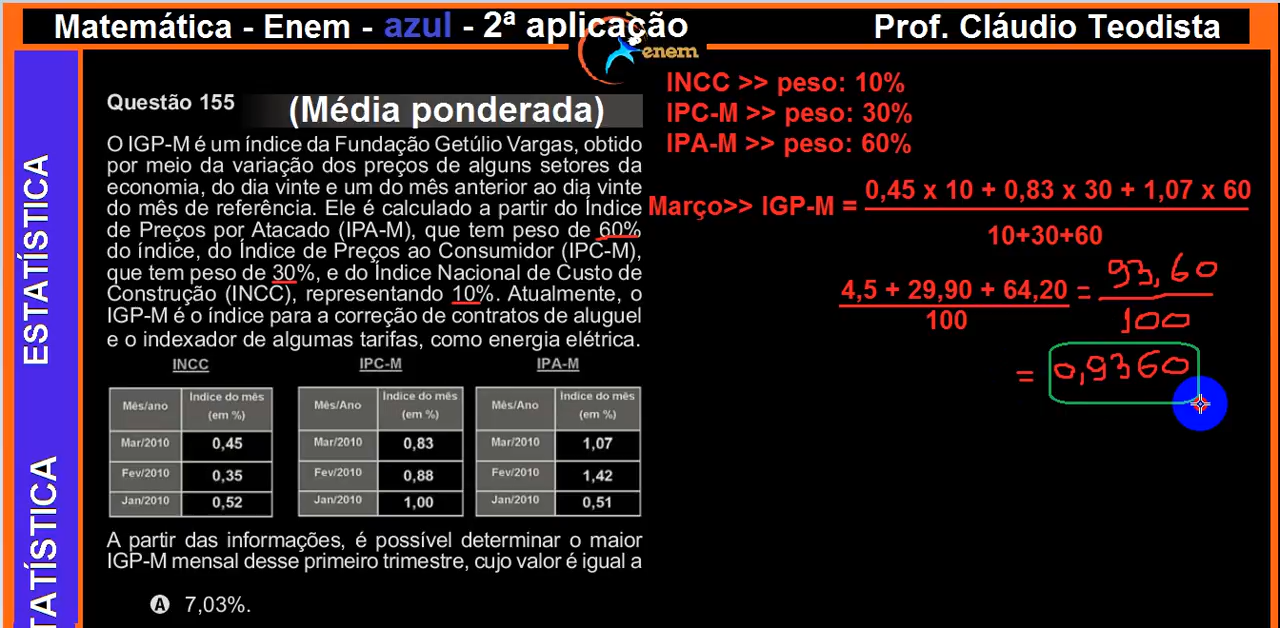 Matemática - Enem - azul - 2ª aplicação
Prof. Cláudio Teodista
enem
ESTATÍSTICA
TATÍSTICA
Questão 155
(Média ponderada)
O IGP-M é um índice da Fundação Getúlio Vargas, obtido
por meio da variação dos preços de alguns setores da
economia, do dia vinte e um do mês anterior ao dia vinte
do mês de referência. Ele é calculado a partir do Índice
de Preços por Atacado (IPA-M), que tem peso de 60%
do índice, do Índice de Preços ao Consumidor (IPC-M),
que tem peso de 30%, e do Índice Nacional de Custo de
Construção (INCC), representando 10%. Atualmente, o
IGP-M é o índice para a correção de contratos de aluguel
e o indexador de algumas tarifas, como energia elétrica.
INCC
Mês/ano Indice do mês (em %)
Mar/2010 0,45
Fev/2010 0,35
Jan/2010 0,52
IPC-M
Mês/Ano Indice do mês (em %)
Mar/2010 0,83
Fev/2010 0,88
Jan/2010 1,00
IPA-M
Mês/Ano Indice do mês (em %)
Mar/2010 1,07
Fev/2010 1,42
Jan/2010 0,51
A partir das informações, é possível determinar o maior
IGP-M mensal desse primeiro trimestre, cujo valor é igual a
A 7,03%.
INCC >> peso: 10%
IPC-M >> peso: 30%
IPA-M >> peso: 60%
Março>> IGP-M = 0,45 x 10 + 0,83 x 30 + 1,07 x 60
10+30+60
4,5 + 29,90 + 64,20 = 93,60
100 100
= 0,9360